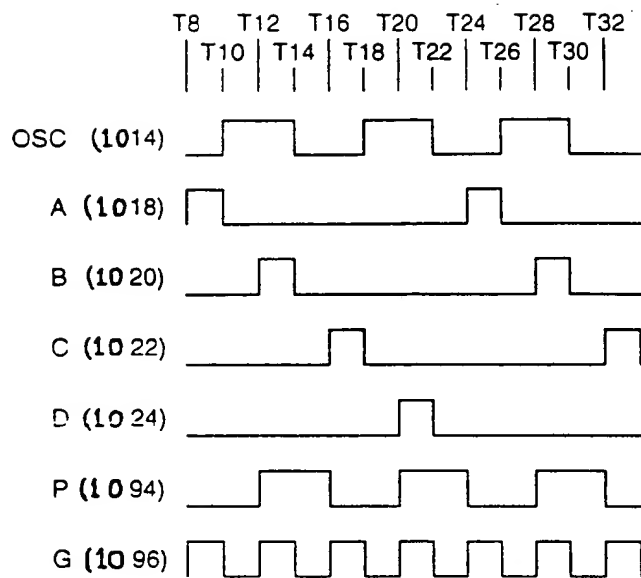 T8 T12 T16 T20 T24 T28 T32
T10 T14 T18 T22 T26 T30
OSC (1014)
A (1018)
B (1020)
C (1022)
D (1024)
P (1094)
G (1096)